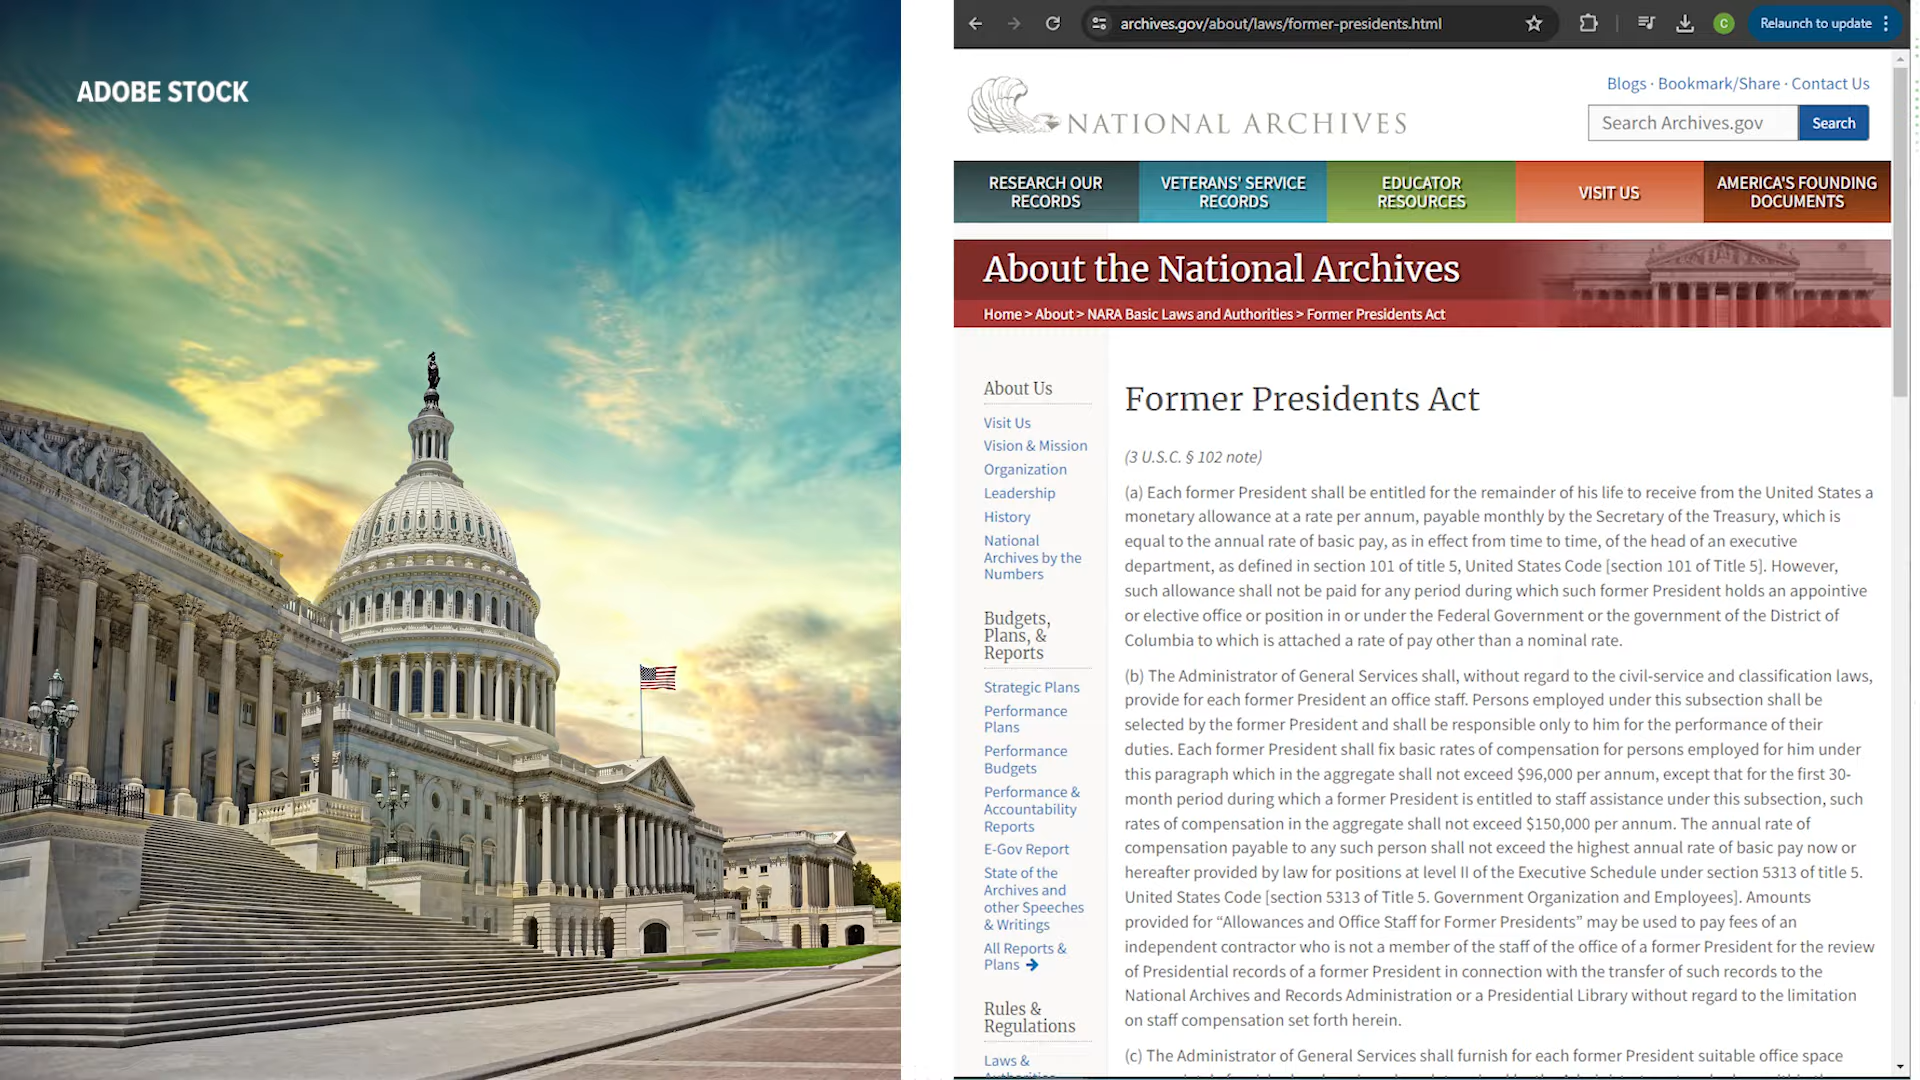 ADOBE STOCK
archives.gov/about/laws/former-presidents.html
C
Relaunch to update
Blogs · Bookmark/Share · Contact Us
NATIONAL ARCHIVES
Search Archives.gov
Search
RESEARCH OUR
RECORDS
VETERANS' SERVICE
RECORDS
EDUCATOR
RESOURCES
VISIT US
AMERICA'S FOUNDING
DOCUMENTS
About the National Archives
Home > About > NARA Basic Laws and Authorities > Former Presidents Act
About Us
Visit Us
Vision & Mission
Organization
Leadership
History
National
Archives by the
Numbers
Budgets,
Plans, &
Reports
Strategic Plans
Performance
Plans
Performance
Budgets
Performance &
Accountability
Reports
E-Gov Report
State of the
Archives and
other Speeches
& Writings
All Reports &
Plans
Rules &
Regulations
Laws &
Former Presidents Act
(3 U.S.C. § 102 note)
(a) Each former President shall be entitled for the remainder of his life to receive from the United States a
monetary allowance at a rate per annum, payable monthly by the Secretary of the Treasury, which is
equal to the annual rate of basic pay, as in effect from time to time, of the head of an executive
department, as defined in section 101 of title 5, United States Code [section 101 of Title 5]. However,
such allowance shall not be paid for any period during which such former President holds an appointive
or elective office or position in or under the Federal Government or the government of the District of
Columbia to which is attached a rate of pay other than a nominal rate.
(b) The Administrator of General Services shall, without regard to the civil-service and classification laws,
provide for each former President an office staff. Persons employed under this subsection shall be
selected by the former President and shall be responsible only to him for the performance of their
duties. Each former President shall fix basic rates of compensation for persons employed for him under
this paragraph which in the aggregate shall not exceed $96,000 per annum, except that for the first 30-
month period during which a former President is entitled to staff assistance under this subsection, such
rates of compensation in the aggregate shall not exceed $150,000 per annum. The annual rate of
compensation payable to any such person shall not exceed the highest annual rate of basic pay now or
hereafter provided by law for positions at level II of the Executive Schedule under section 5313 of title 5.
United States Code [section 5313 of Title 5. Government Organization and Employees]. Amounts
provided for “Allowances and Office Staff for Former Presidents” may be used to pay fees of an
independent contractor who is not a member of the staff of the office of a former President for the review
of Presidential records of a former President in connection with the transfer of such records to the
National Archives and Records Administration or a Presidential Library without regard to the limitation
on staff compensation set forth herein.
(c) The Administrator of General Services shall furnish for each former President suitable office space